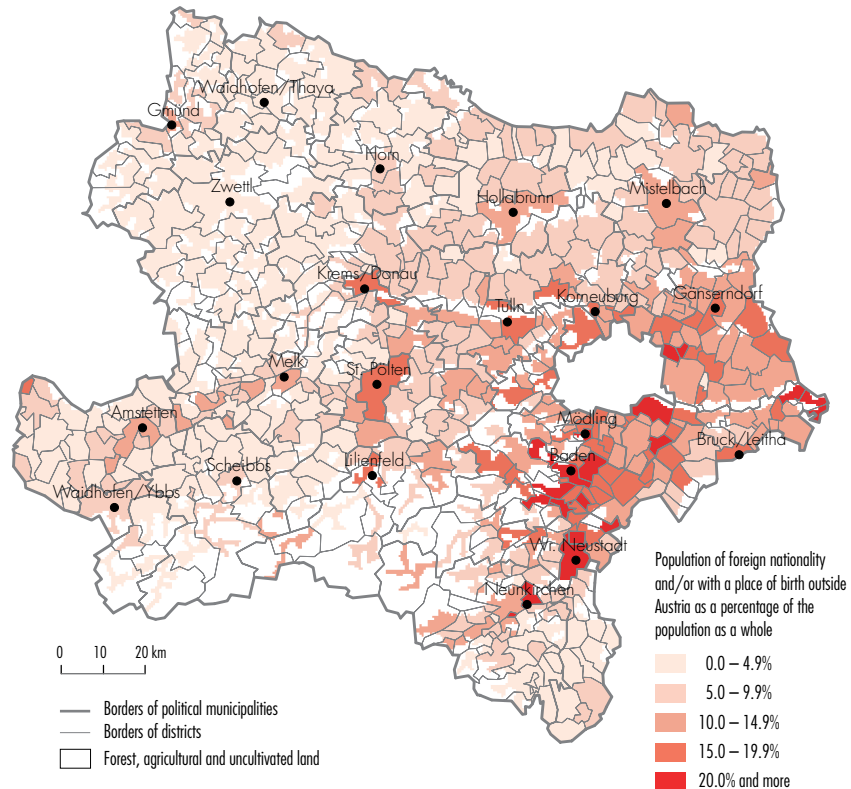 Waidhofen/Thaya
Gmünd
Horn
Zwettl
Hollabrunn
Mistelbach
Krems/Donau
Tulln
Korneuburg
Gänserndorf
Melk
St. Pölten
Amstetten
Mödling
Bruck/Leitha
Baden
Scheibbs
Lilienfeld
Waidhofen/Ybbs
Wr. Neustadt
Neunkirchen
Population of foreign nationality
and/or with a place of birth outside
Austria as a percentage of the
population as a whole
0.0 – 4.9%
5.0 – 9.9%
10.0 – 14.9%
15.0 – 19.9%
20.0% and more
0 10 20 km
Borders of political municipalities
Borders of districts
Forest, agricultural and uncultivated land